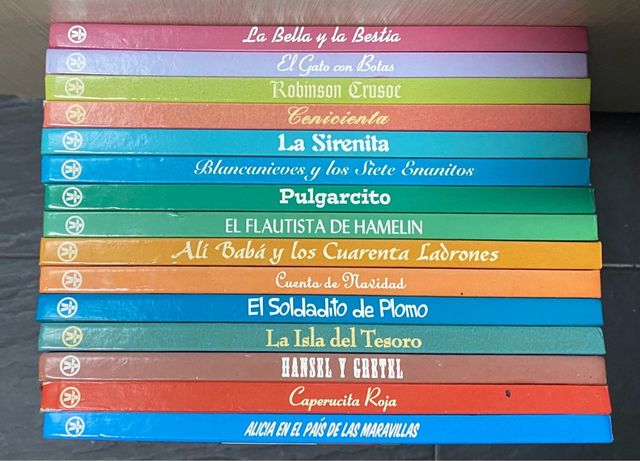 La Bella y la Bestia
El Gato con Botas
Robinson Crusoe
Cenicienta
La Sirenita
Blancanieves y los Siete Enanitos
Pulgarcito
EL FLAUTISTA DE HAMELIN
Alí Babá y los Cuarenta Ladrones
Cuento de Navidad
El Soldadito de Plomo
La Isla del Tesoro
HANSEL Y GRETEL
Caperucita Roja
ALICIA EN EL PAÍS DE LAS MARAVILLAS